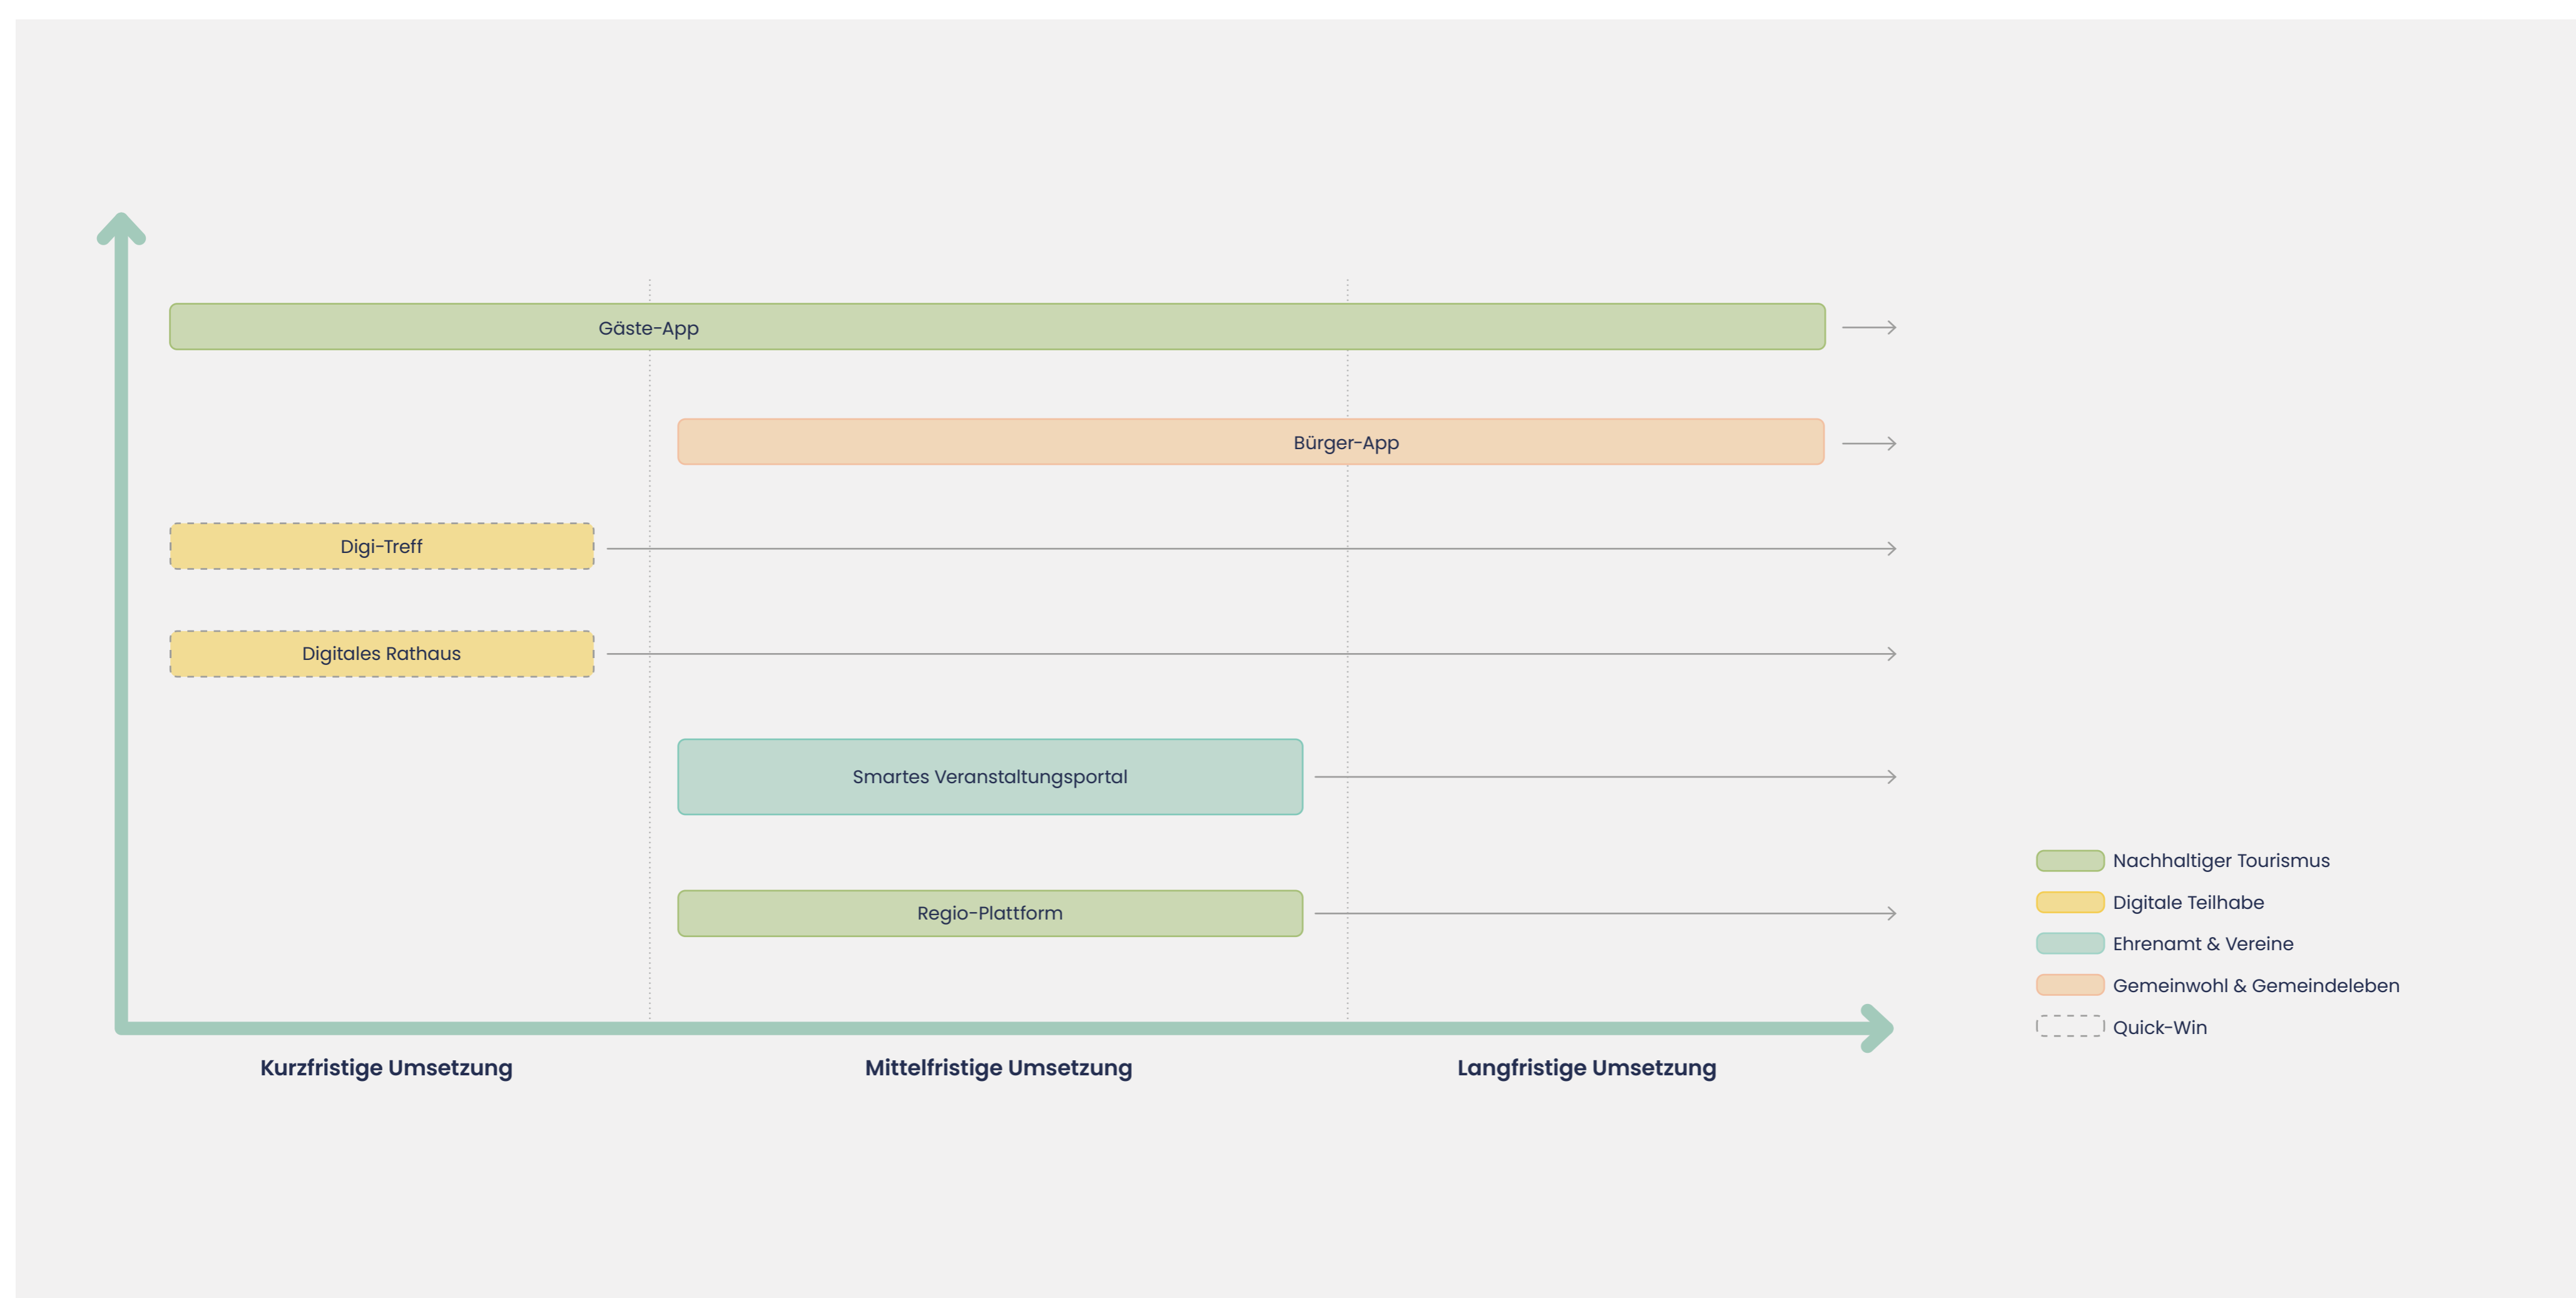 Gäste-App
Bürger-App
Digi-Treff
Digitales Rathaus
Smartes Veranstaltungsportal
Regio-Plattform
Kurzfristige Umsetzung
Mittelfristige Umsetzung
Langfristige Umsetzung
Nachhaltiger Tourismus
Digitale Teilhabe
Ehrenamt & Vereine
Gemeinwohl & Gemeindeleben
Quick-Win